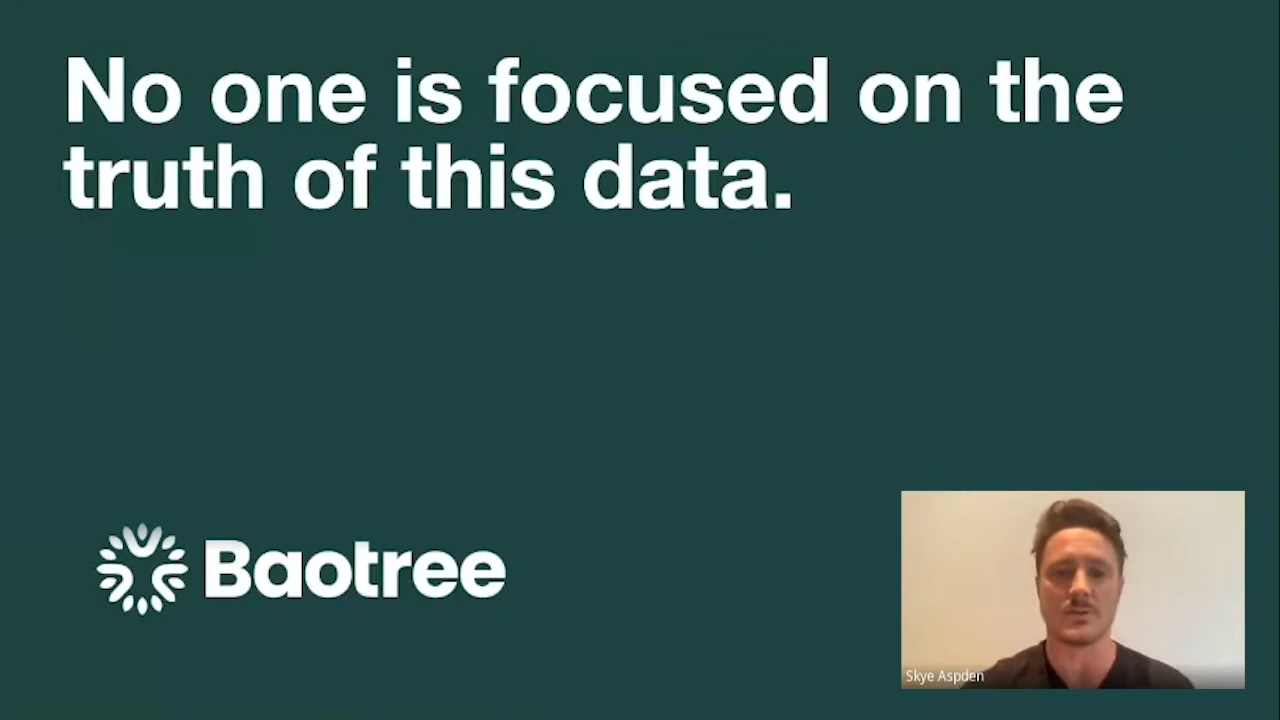 No one is focused on the
truth of this data.
Baotree
Skye Aspden